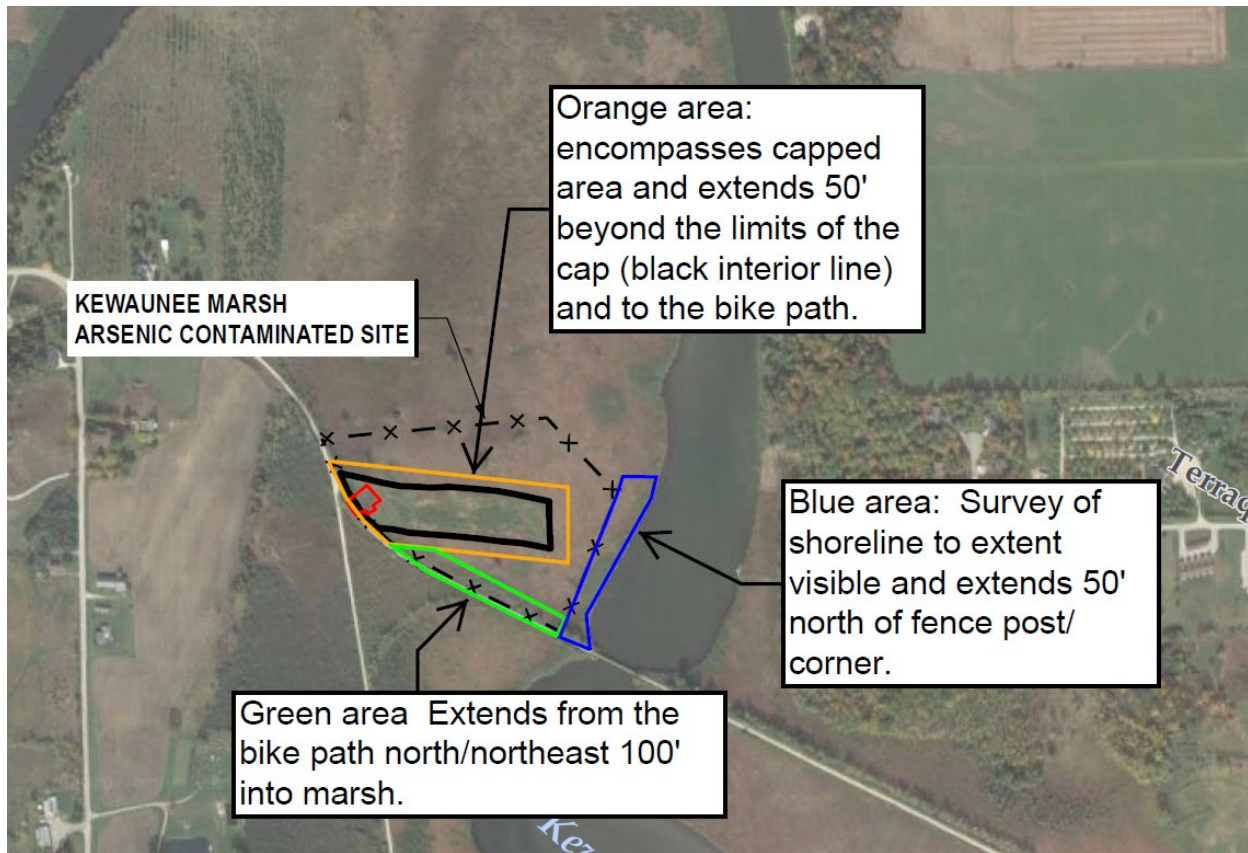 Orange area:
encompasses capped
area and extends 50'
beyond the limits of the
cap (black interior line)
and to the bike path.
KEWAUNEE MARSH
ARSENIC CONTAMINATED SITE
Terraq
Blue area:  Survey of
shoreline to extent
visible and extends 50'
north of fence post/
corner.
Green area  Extends from the
bike path north/northeast 100'
into marsh.